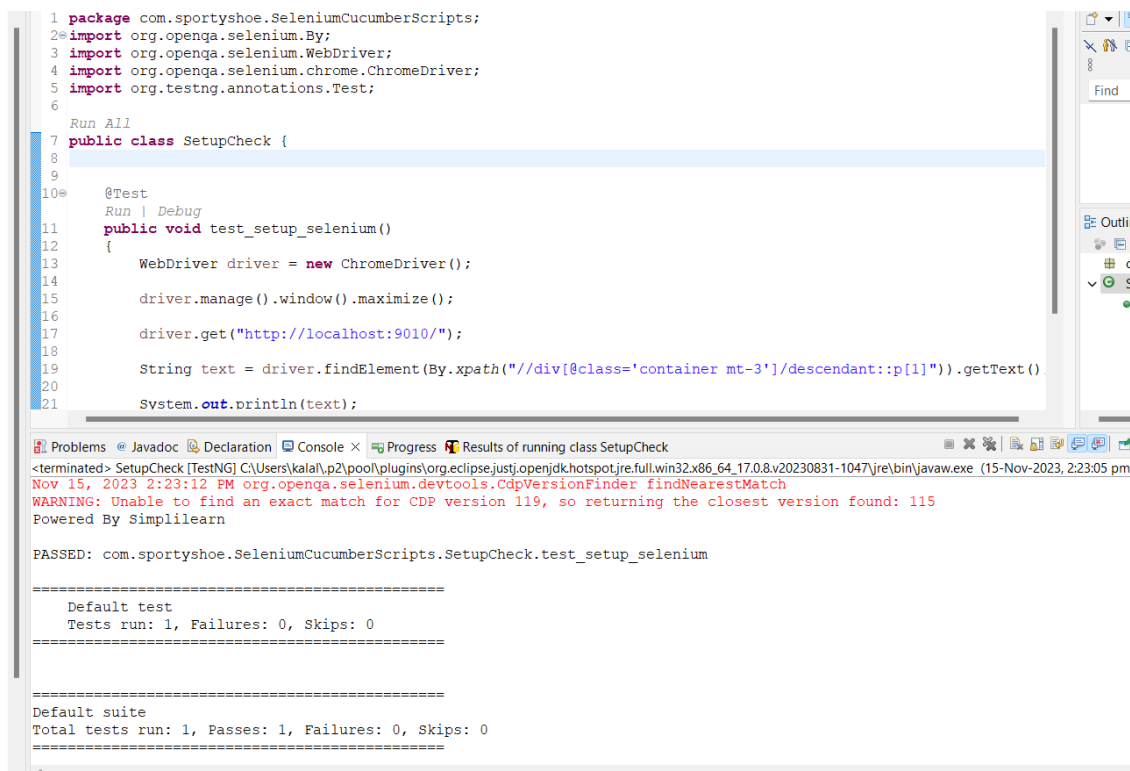 1 package com.sportyshoe.SeleniumCucumberScripts;
2 import org.openqa.selenium.By;
3 import org.openqa.selenium.WebDriver;
4 import org.openqa.selenium.chrome.ChromeDriver;
5 import org.testng.annotations.Test;
6
Run All
7 public class SetupCheck {
8
9
10 @Test
Run | Debug
11 public void test_setup_selenium()
12 {
13 WebDriver driver = new ChromeDriver();
14
15 driver.manage().window().maximize();
16
17 driver.get("http://localhost:9010/");
18
19 String text = driver.findElement(By.xpath("//div[@class='container mt-3']/descendant::p[1]")).getText()
20
21 System.out.println(text);
Find
Outli
Problems @ Javadoc Declaration Console × Progress Results of running class SetupCheck
<terminated> SetupCheck [TestNG] C:\Users\kalal\.p2\pool\plugins\org.eclipse.justj.openjdk.hotspot.jre.full.win32.x86_64_17.0.8.v20230831-1047\jre\bin\javaw.exe (15-Nov-2023, 2:23:05 pm
Nov 15, 2023 2:23:12 PM org.openqa.selenium.devtools.CdpVersionFinder findNearestMatch
WARNING: Unable to find an exact match for CDP version 119, so returning the closest version found: 115
Powered By Simplilearn
PASSED: com.sportyshoe.SeleniumCucumberScripts.SetupCheck.test_setup_selenium
===============================================
Default test
Tests run: 1, Failures: 0, Skips: 0
===============================================
===============================================
Default suite
Total tests run: 1, Passes: 1, Failures: 0, Skips: 0
===============================================